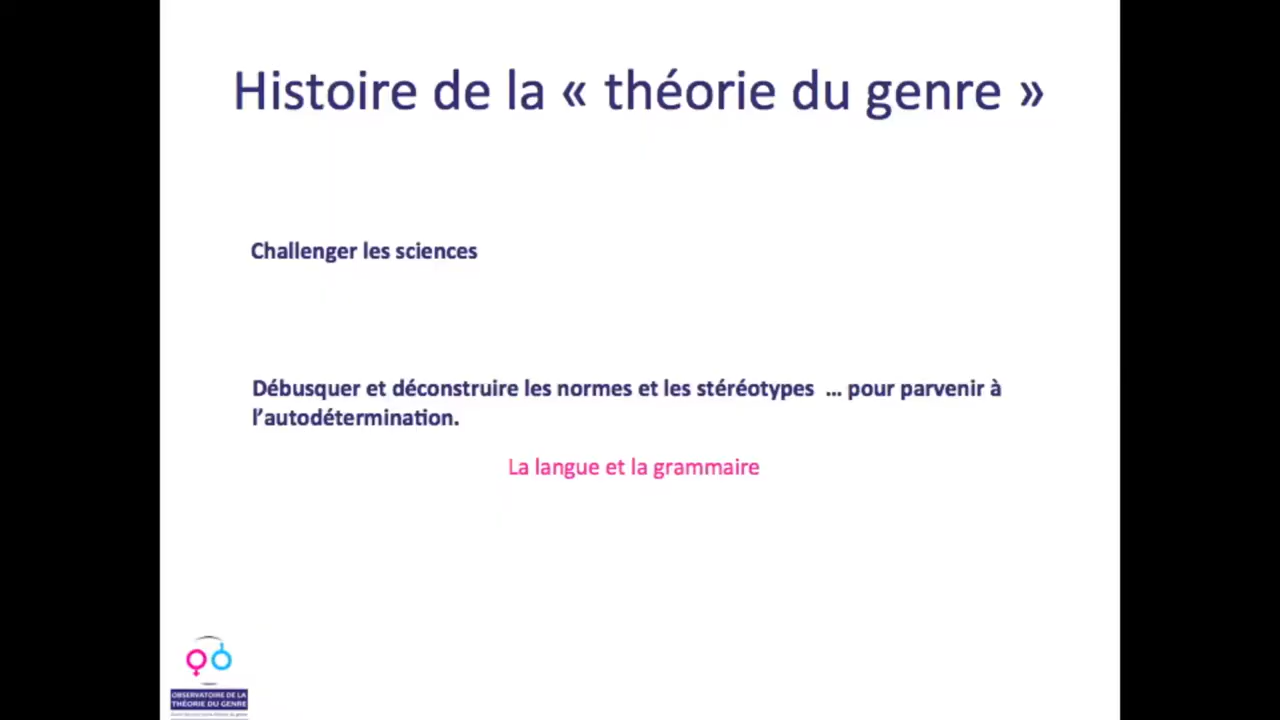 Histoire de la « théorie du genre »
Challenger les sciences
Débusquer et déconstruire les normes et les stéréotypes ... pour parvenir à
l’autodétermination.
La langue et la grammaire
OBSERVATOIRE DE LA
THÉORIE DU GENRE